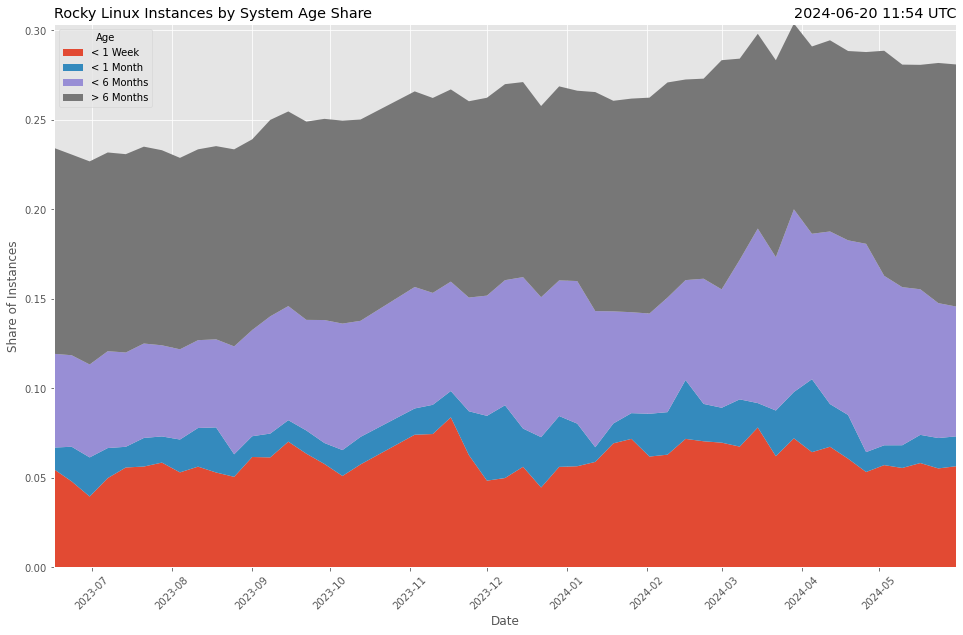 Rocky Linux Instances by System Age Share
2024-06-20 11:54 UTC
Age
< 1 Week
< 1 Month
< 6 Months
> 6 Months
0.30
0.25
0.20
0.15
0.10
0.05
0.00
Share of Instances
2023-07
2023-08
2023-09
2023-10
2023-11
2023-12
2024-01
2024-02
2024-03
2024-04
2024-05
Date